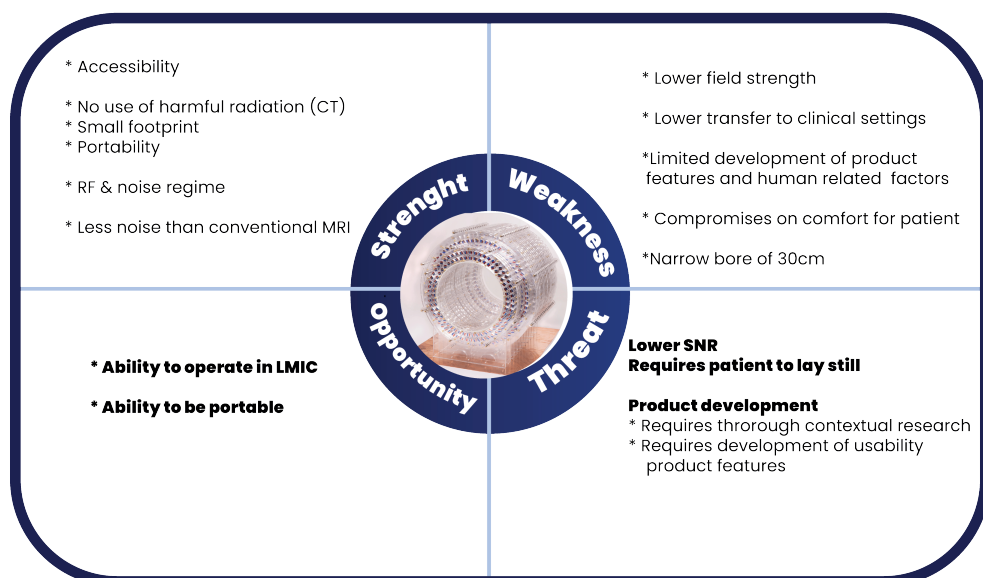 * Accessibility
* No use of harmful radiation (CT)
* Small footprint
* Portability
* RF & noise regime
* Less noise than conventional MRI
* Lower field strength
* Lower transfer to clinical settings
*Limited development of product
features and human related factors
* Compromises on comfort for patient
*Narrow bore of 30cm
Strenght
Weakness
Opportunity
Threat
* Ability to operate in LMIC
* Ability to be portable
Lower SNR
Requires patient to lay still
Product development
* Requires throrough contextual research
* Requires development of usability
product features